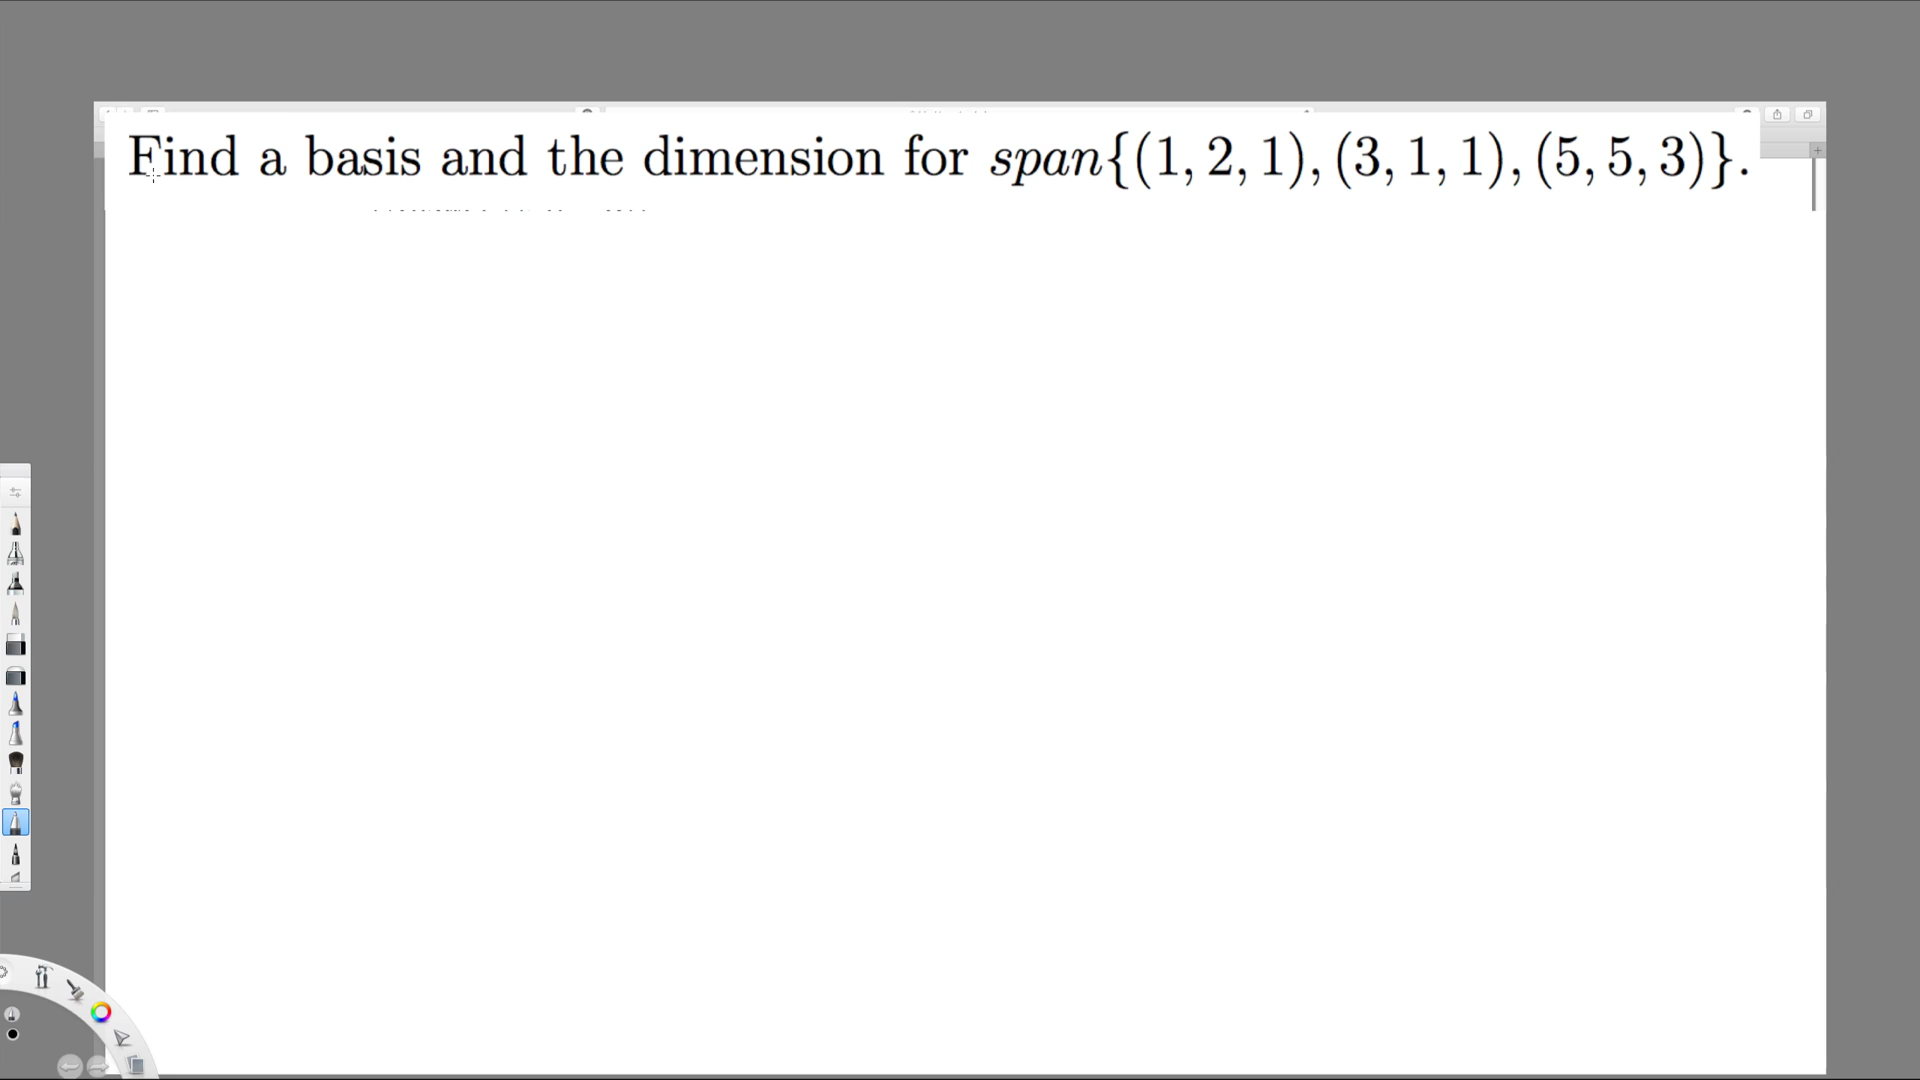 Find a basis and the dimension for span{(1, 2, 1), (3, 1, 1), (5, 5, 3)}.